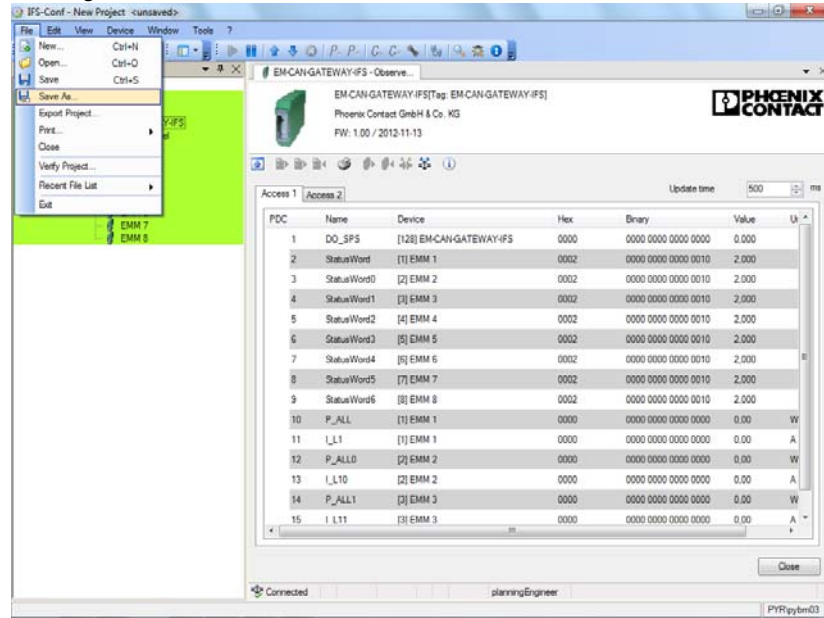 IFS-Conf - New Project <unsaved>
File Edit View Device Window Tools ?
New... Ctrl+N
Open... Ctrl+O
Save Ctrl+S
Save As...
Export Project...
Print...
Close
Verify Project...
Recent File List
Exit
Y-IFS]
EMM 7
EMM 8
EM-CAN-GATEWAY-IFS - Observe...
EM-CAN-GATEWAY-IFS[Tag: EM-CAN-GATEWAY-IFS]
Phoenix Contact GmbH & Co. KG
FW: 1.00 / 2012-11-13
PHŒNIX
CONTACT
Access 1 Access 2
Update time 500 ms
PDC Name Device Hex Binary Value
1 DO_SPS [128] EM-CAN-GATEWAY-IFS 0000 0000 0000 0000 0000 0.000
2 StatusWord [1] EMM 1 0002 0000 0000 0000 0010 2,000
3 StatusWord0 [2] EMM 2 0002 0000 0000 0000 0010 2,000
4 StatusWord1 [3] EMM 3 0002 0000 0000 0000 0010 2,000
5 StatusWord2 [4] EMM 4 0002 0000 0000 0000 0010 2,000
6 StatusWord3 [5] EMM 5 0002 0000 0000 0000 0010 2,000
7 StatusWord4 [6] EMM 6 0002 0000 0000 0000 0010 2,000
8 StatusWord5 [7] EMM 7 0002 0000 0000 0000 0010 2,000
9 StatusWord6 [8] EMM 8 0002 0000 0000 0000 0010 2.000
10 P_ALL [1] EMM 1 0000 0000 0000 0000 0000 0,00 W
11 I_L1 [1] EMM 1 0000 0000 0000 0000 0000 0,00 A
12 P_ALL0 [2] EMM 2 0000 0000 0000 0000 0000 0,00 W
13 I_L10 [2] EMM 2 0000 0000 0000 0000 0000 0,00 A
14 P_ALL1 [3] EMM 3 0000 0000 0000 0000 0000 0,00 W
15 I_L11 [3] EMM 3 0000 0000 0000 0000 0000 0,00 A
Close
Connected planningEngineer
PYR\pybm03